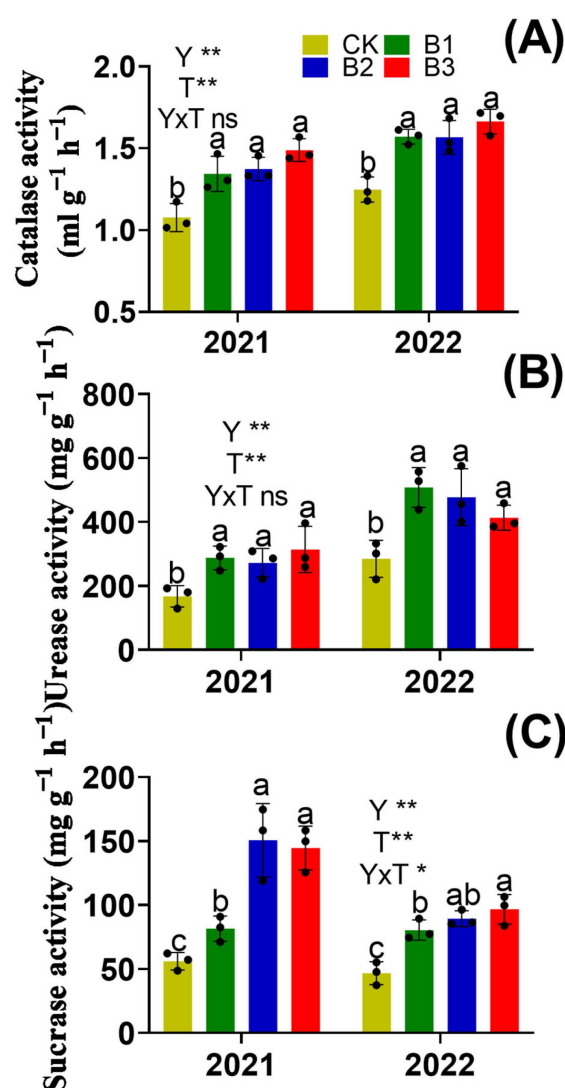 (A)
CK B1
B2 B3
Y **
T**
YxT ns
Catalase activity
(ml g⁻¹ h⁻¹)
2.0
1.5
1.0
0.5
b a a a b a a a
2021 2022
(B)
Urease activity (mg g⁻¹ h⁻¹)
800
600
400
200
0
Y **
T**
YxT ns
b a a a b a a a
2021 2022
(C)
Sucrase activity (mg g⁻¹ h⁻¹)
200
150
100
50
0
Y **
T**
YxT *
c b a a c b ab a
2021 2022